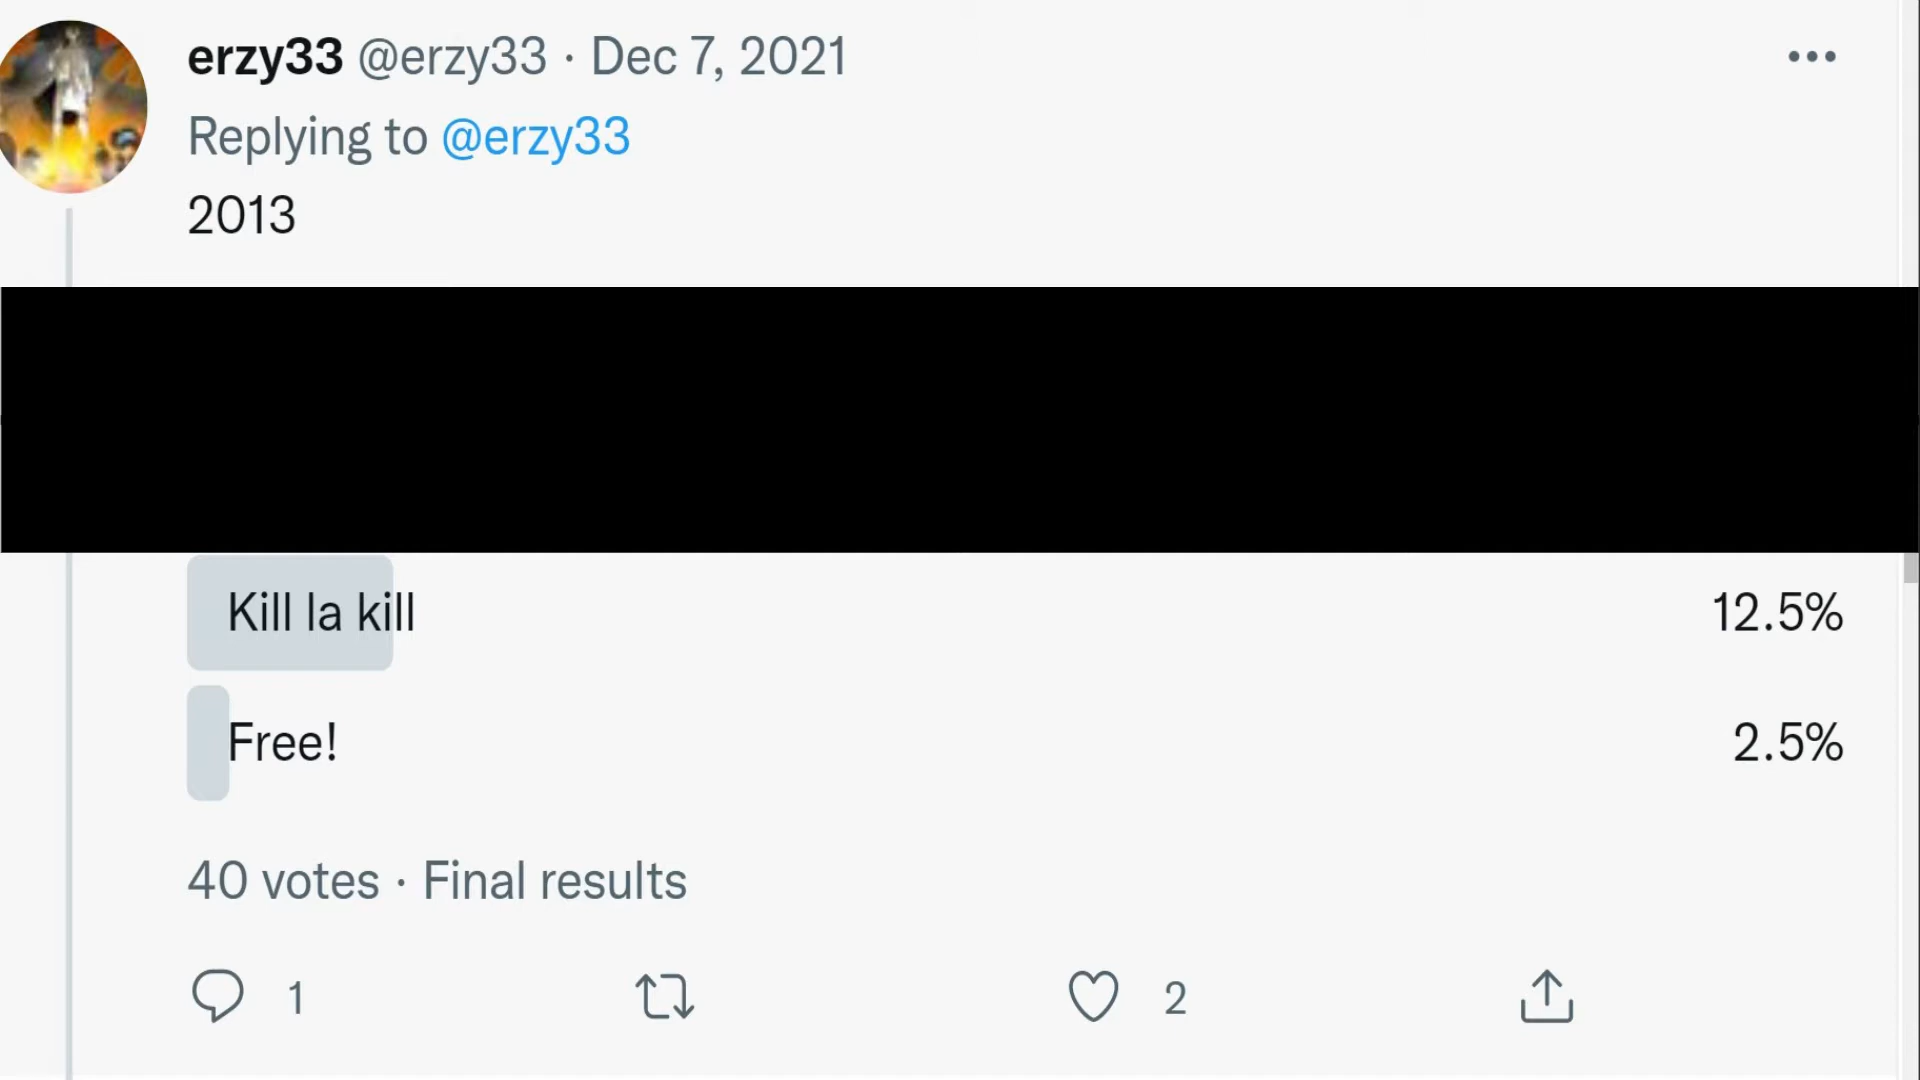 erzy33 @erzy33 · Dec 7, 2021
Replying to @erzy33
2013
Kill la kill 12.5%
Free! 2.5%
40 votes · Final results
1 2